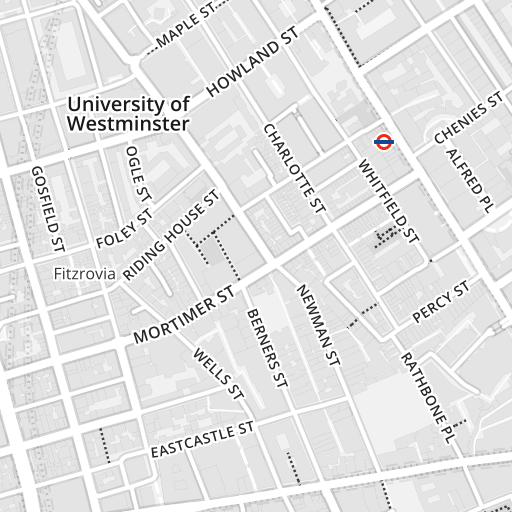 MAPLE ST
HOWLAND ST
University of
Westminster
CHENIES ST
CHARLOTTE ST
OGLE ST
ALFRED PL
WHITFIELD ST
GOSFIELD ST
FOLEY ST
RIDING HOUSE ST
Fitzrovia
MORTIMER ST
PERCY ST
NEWMAN ST
BERNERS ST
WELLS ST
RATHBONE PL
EASTCASTLE ST